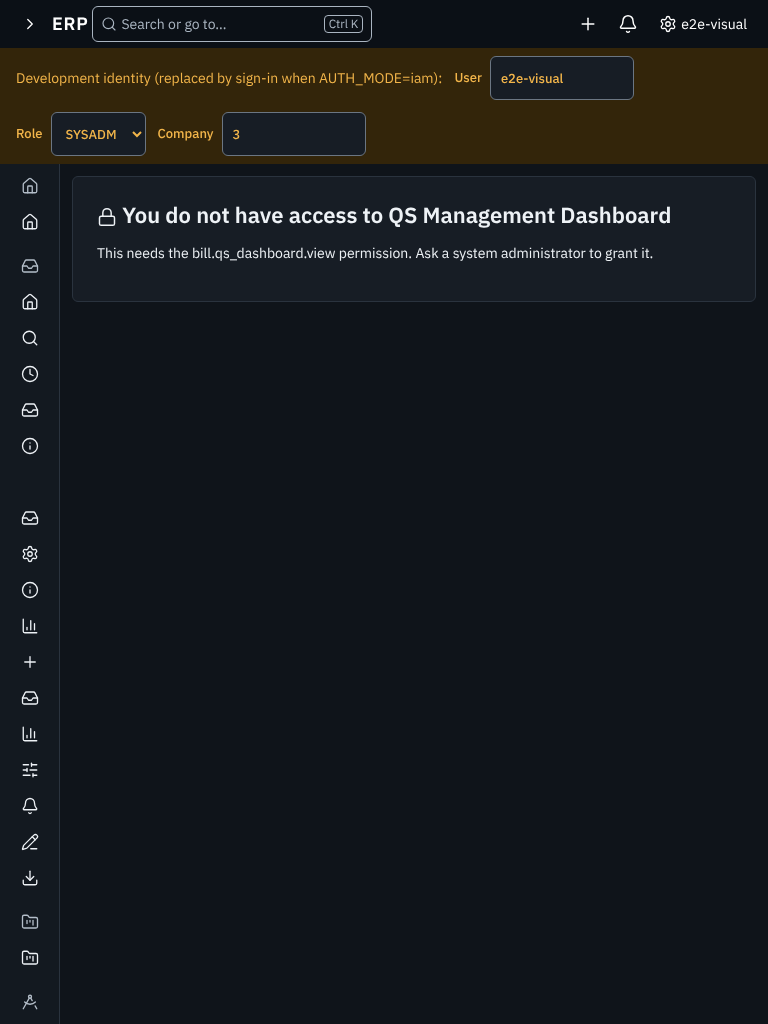 ERP
Search or go to...
Ctrl K
e2e-visual
Development identity (replaced by sign-in when AUTH_MODE=iam):
User
e2e-visual
Role
SYSADM
Company
3
You do not have access to QS Management Dashboard
This needs the bill.qs_dashboard.view permission. Ask a system administrator to grant it.